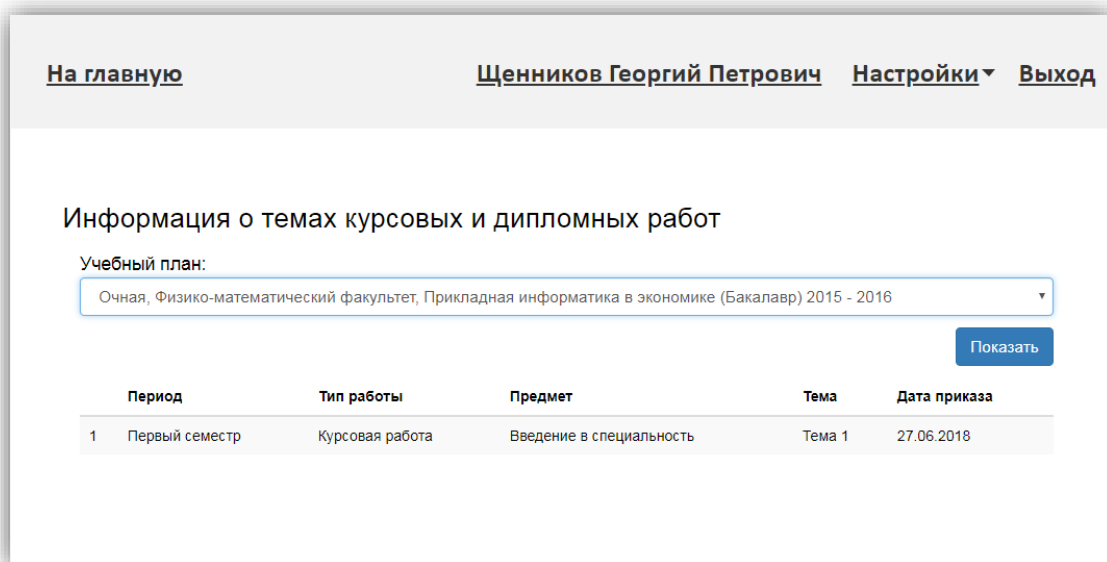 На главную Щенников Георгий Петрович Настройки Выход
Информация о темах курсовых и дипломных работ
Учебный план:
Очная, Физико-математический факультет, Прикладная информатика в экономике (Бакалавр) 2015 - 2016
Показать
Период Тип работы Предмет Тема Дата приказа
1 Первый семестр Курсовая работа Введение в специальность Тема 1 27.06.2018